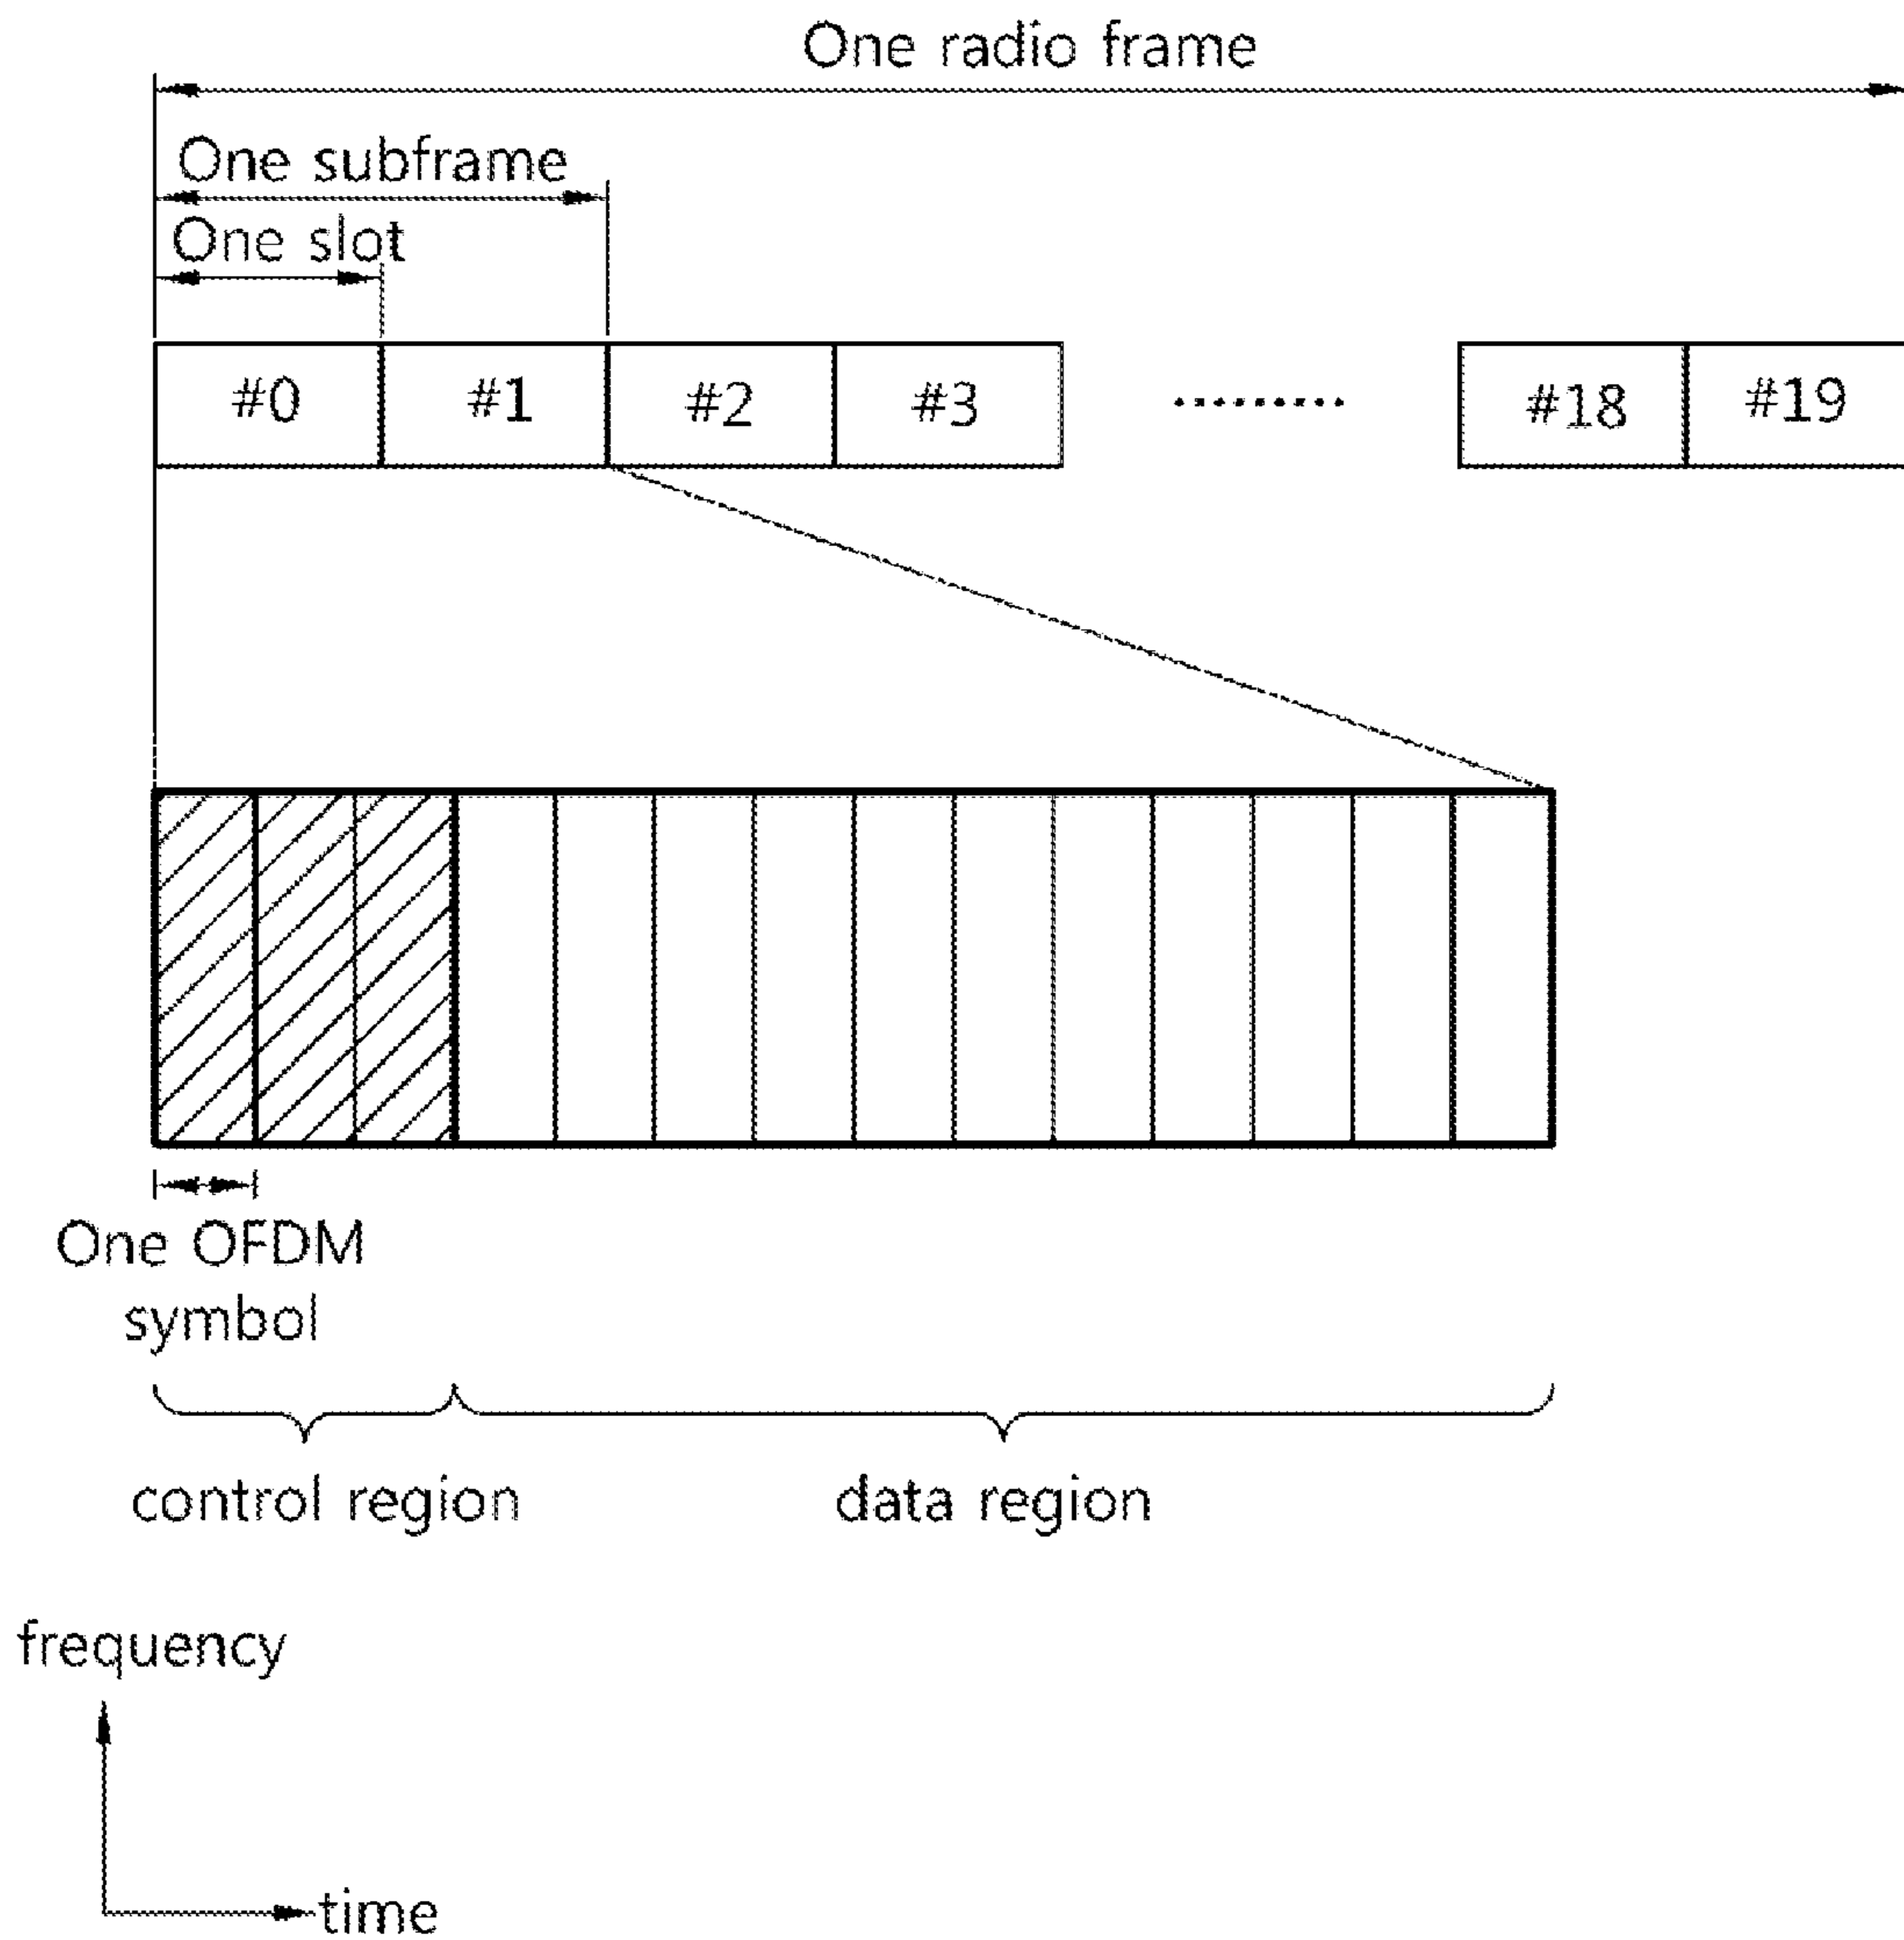 One radio frame
One subframe
One slot
#0 #1 #2 #3 ......... #18 #19
One OFDM
symbol
control region data region
frequency
time